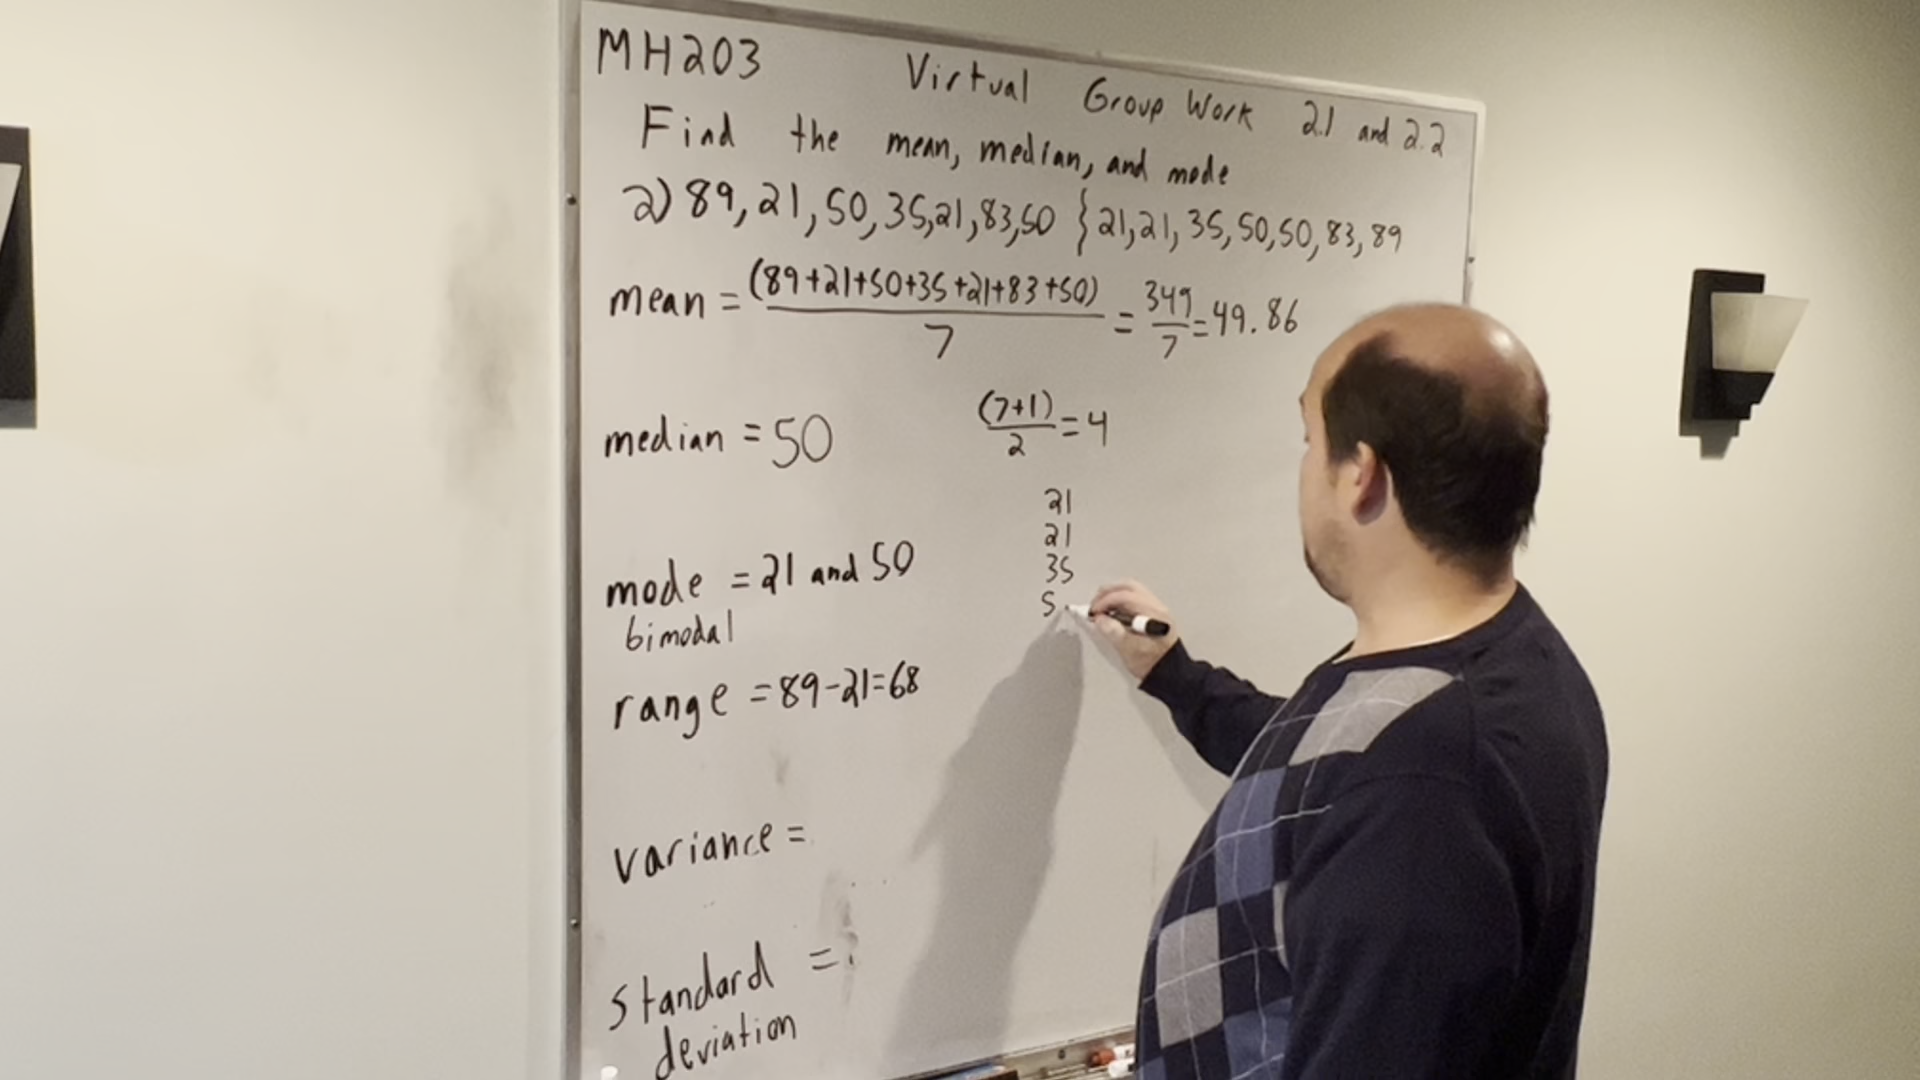 MH203 Virtual Group Work 2.1 and 2.2
Find the mean, median, and mode
2) 89, 21, 50, 35, 21, 83, 50 } 21, 21, 35, 50, 50, 83, 89
mean = (89+21+50+35+21+83+50) / 7 = 349/7 = 49.86
median = 50
(7+1)/2 = 4
21
21
35
5
mode = 21 and 50
bimodal
range = 89-21=68
variance =
standard =
deviation